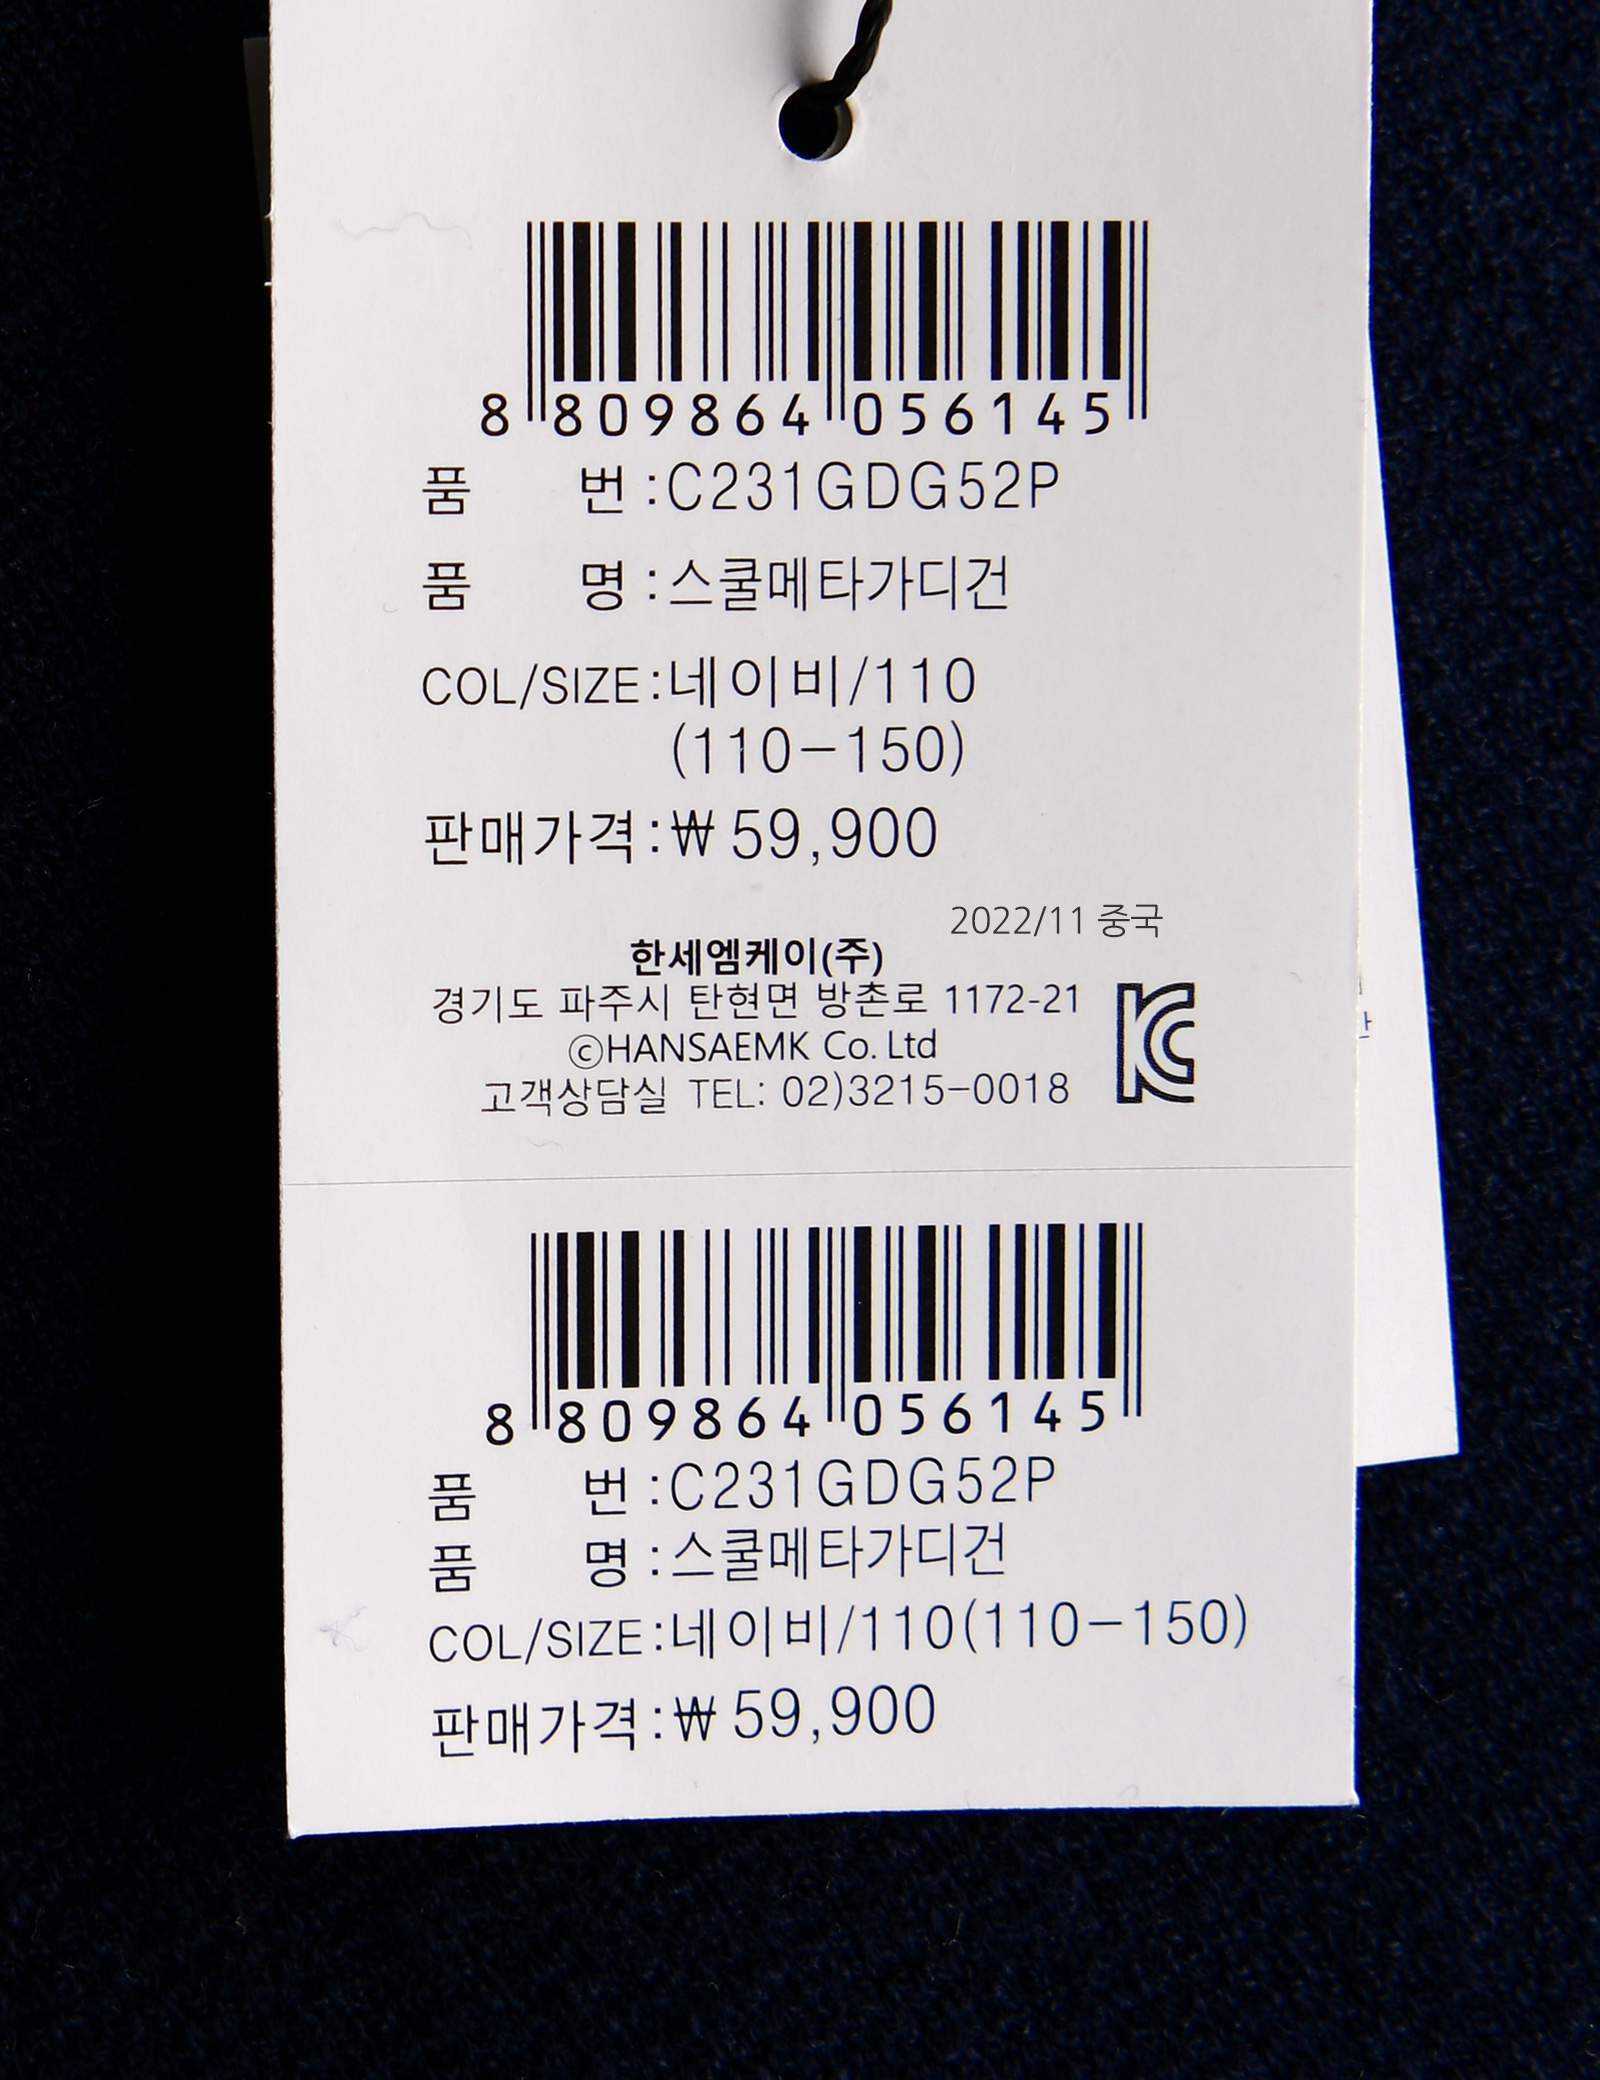 8 809864 056145
품 번 : C231GDG52P
품 명 : 스쿨메타가디건
COL/SIZE : 네이비/110
(110-150)
판매가격 : ₩ 59,900
2022/11 중국
한세엠케이(주)
경기도 파주시 탄현면 방촌로 1172-21
ⓒHANSAEMK Co. Ltd
고객상담실 TEL: 02)3215-0018
KC
8 809864 056145
품 번 : C231GDG52P
품 명 : 스쿨메타가디건
COL/SIZE : 네이비/110(110-150)
판매가격 : ₩ 59,900